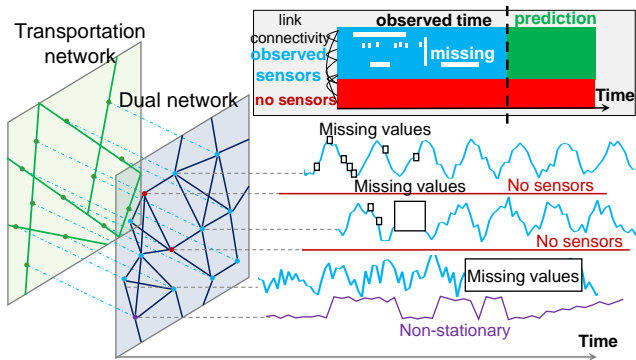 Transportation
network
Dual network
link
connectivity
observed
sensors
no sensors
observed time
prediction
missing
Time
Missing values
No sensors
Missing values
No sensors
Missing values
Non-stationary
Time